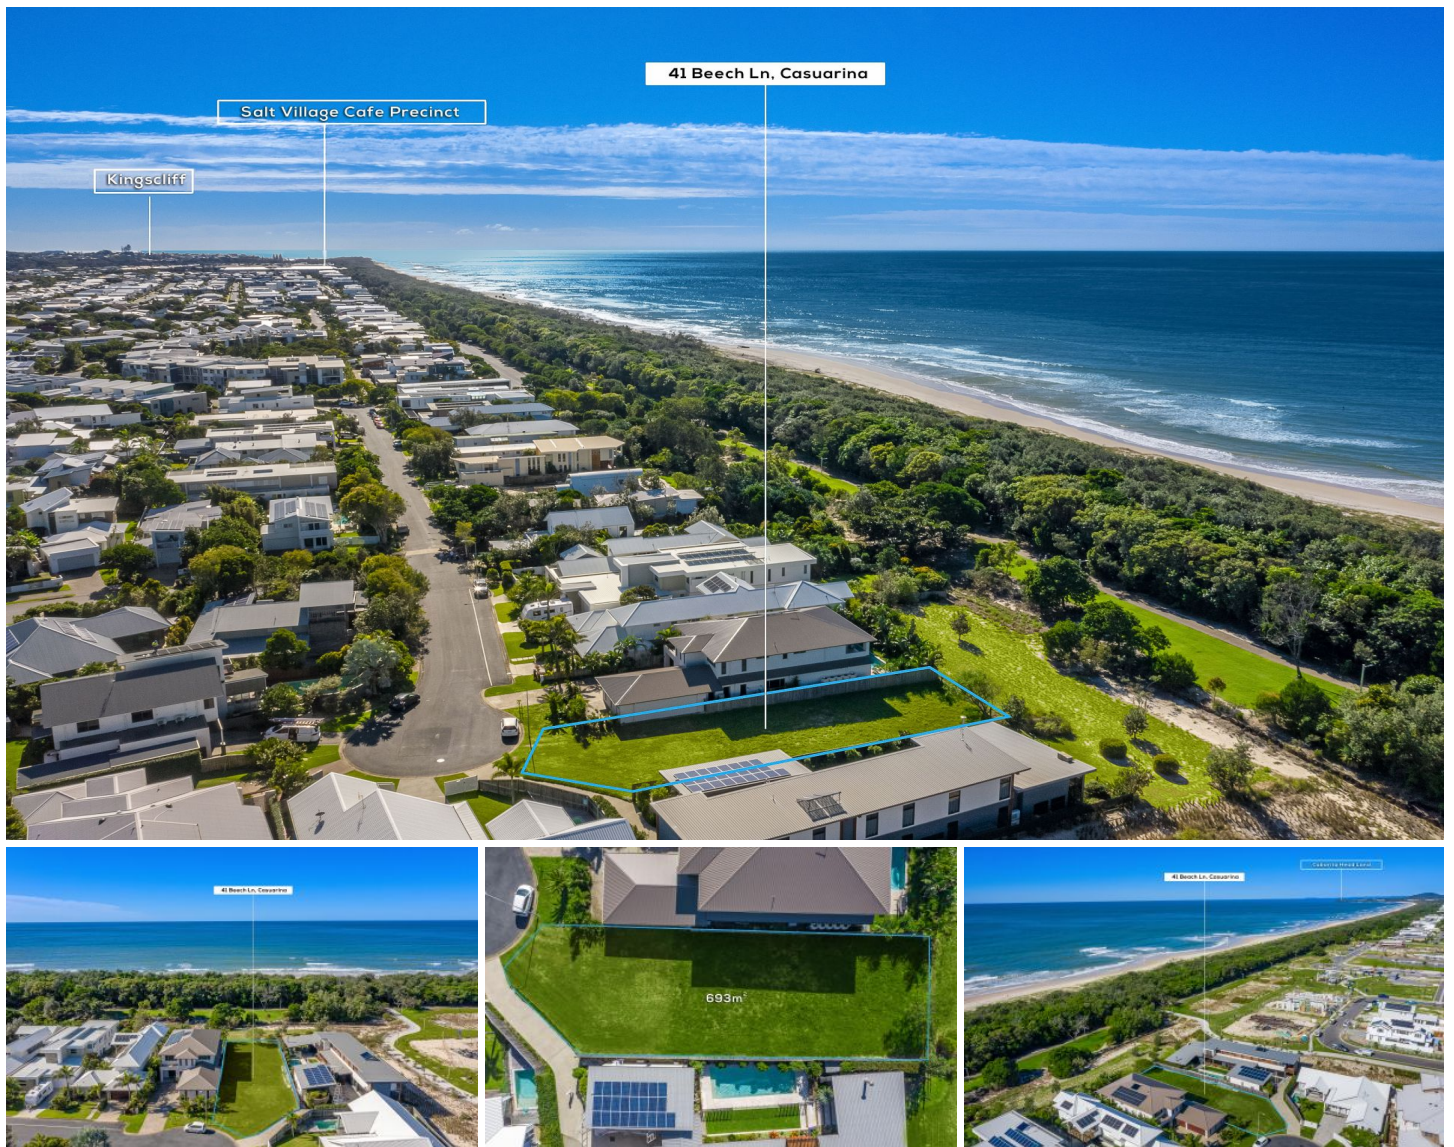 41 Beech Ln, Casuarina
Salt Village Cafe Precinct
Kingscliff
41 Beech Ln, Casuarina
693m²
41 Beech Ln, Casuarina